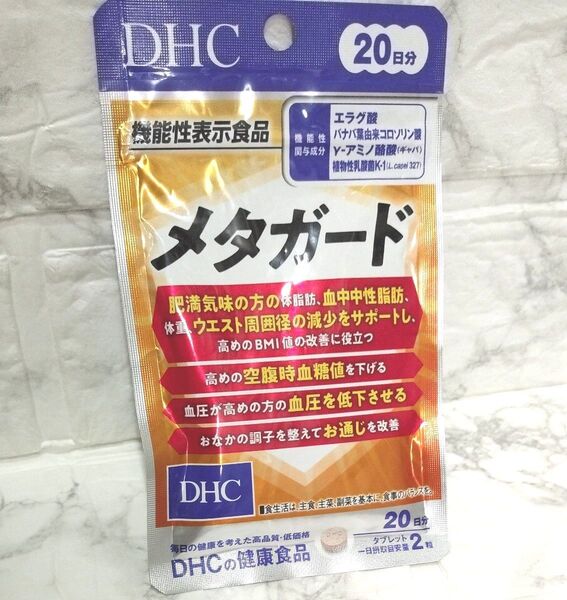 DHC
20日分
機能性表示食品
機能性
関与成分
エラグ酸
バナバ葉由来コロソリン酸
γ-アミノ酪酸(ギャバ)
植物性乳酸菌K-1(L. casei 327)
メタガード
肥満気味の方の体脂肪、血中中性脂肪、
体重、ウエスト周囲径の減少をサポートし、
高めのBMI値の改善に役立つ
高めの空腹時血糖値を下げる
血圧が高めの方の血圧を低下させる
おなかの調子を整えてお通じを改善
DHC
■食生活は、主食、主菜、副菜を基本に、食事のバランスを。
毎日の健康を考えた高品質・低価格
DHCの健康食品
20日分
タブレット
一日摂取目安量2粒